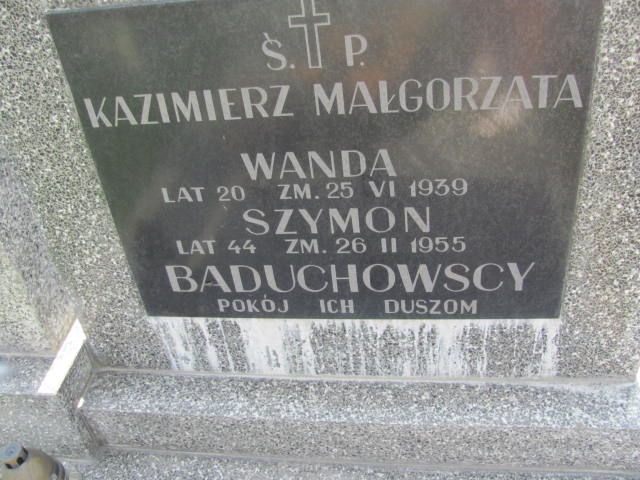 Ś. P.
KAZIMIERZ MAŁGORZATA
WANDA
LAT 20 ZM. 25 VI 1939
SZYMON
LAT 44 ZM. 26 II 1955
BADUCHOWSCY
POKÓJ ICH DUSZOM